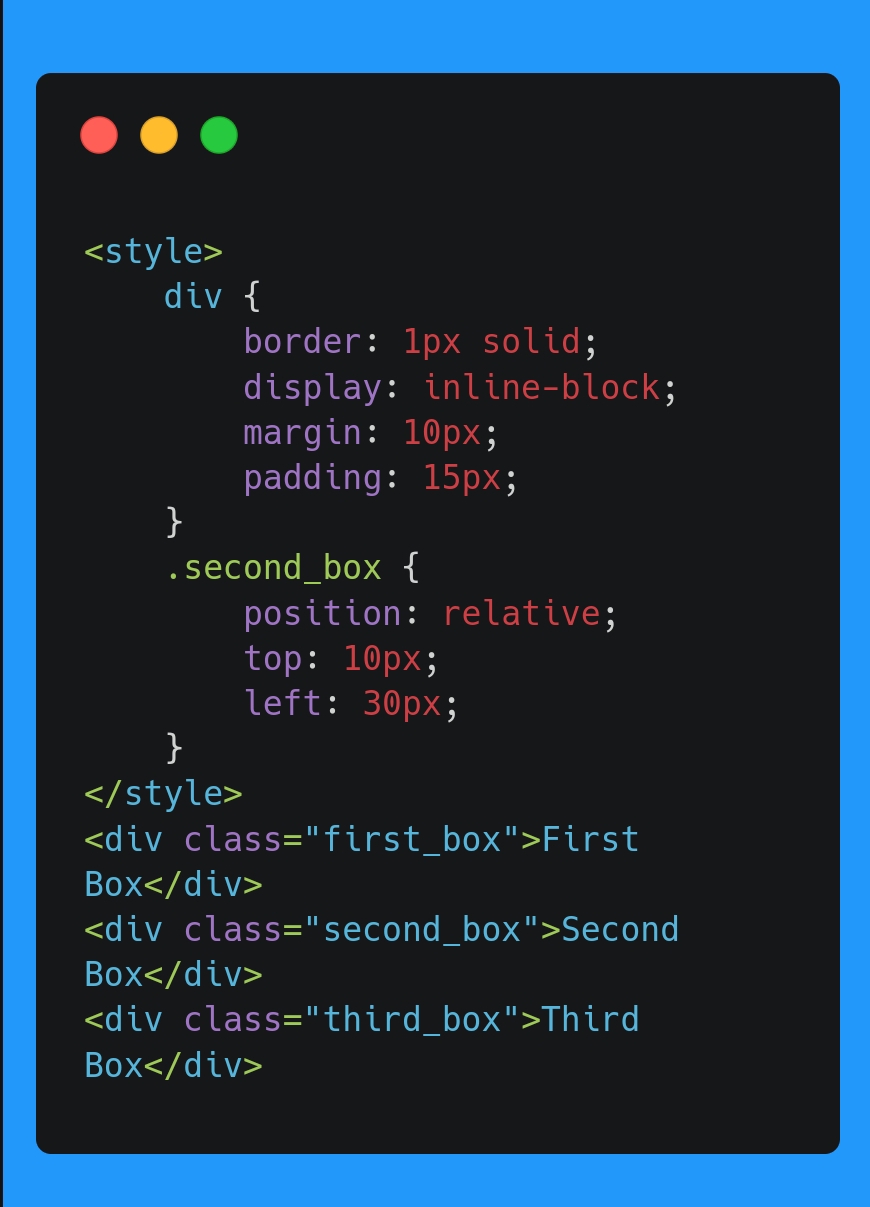 <style>
    div {
        border: 1px solid;
        display: inline-block;
        margin: 10px;
        padding: 15px;
    }
    .second_box {
        position: relative;
        top: 10px;
        left: 30px;
    }
</style>
<div class="first_box">First
Box</div>
<div class="second_box">Second
Box</div>
<div class="third_box">Third
Box</div>